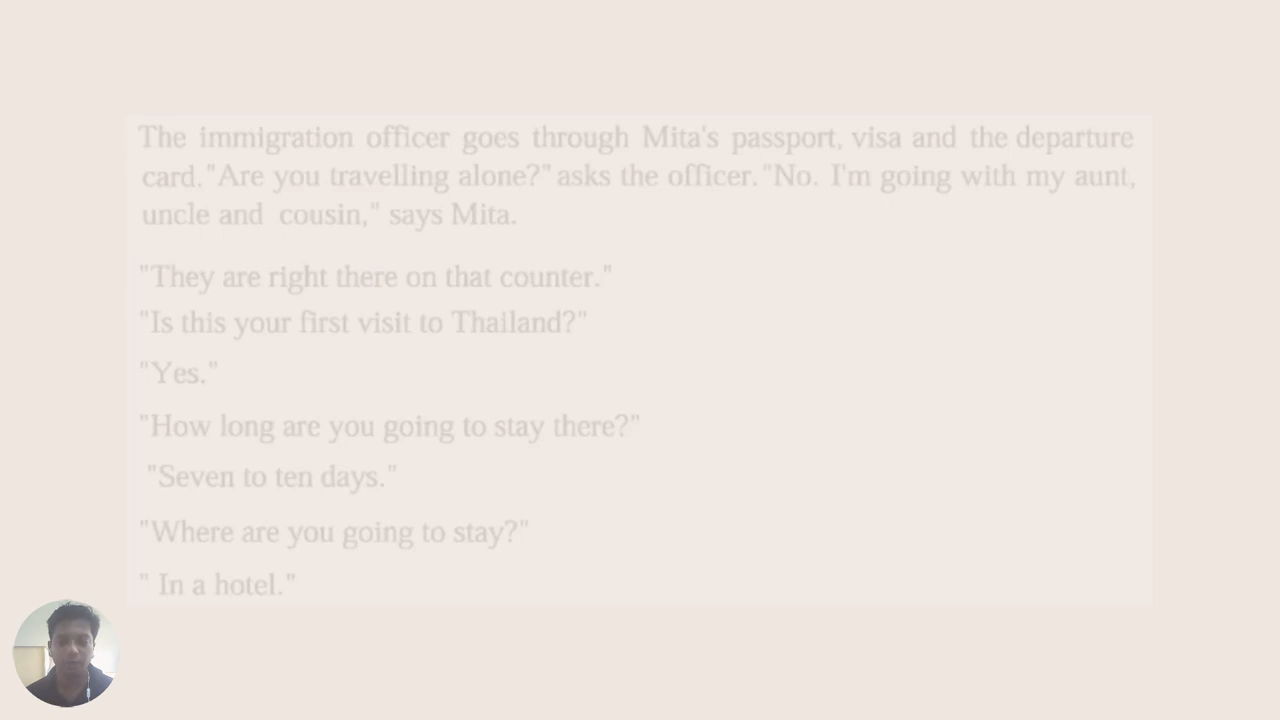 The immigration officer goes through Mita's passport, visa and the departure
card. "Are you travelling alone?" asks the officer. "No. I'm going with my aunt,
uncle and cousin," says Mita.
"They are right there on that counter."
"Is this your first visit to Thailand?"
"Yes."
"How long are you going to stay there?"
"Seven to ten days."
"Where are you going to stay?"
" In a hotel."